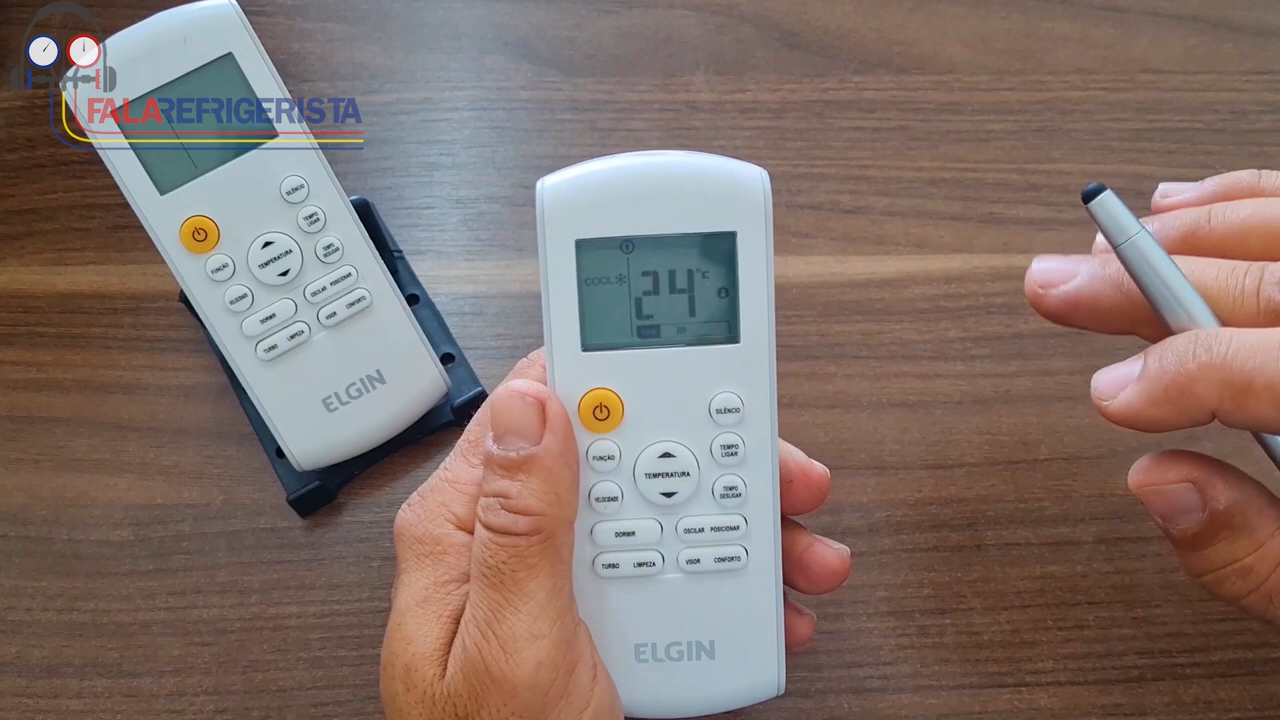 FALAREFRIGERISTA
SILÊNCIO
TEMPO
LIGAR
FUNÇÃO
TEMPERATURA
TEMPO
DESLIGAR
VELOCIDADE
OSCILAR POSICIONAR
DORMIR
VISOR CONFORTO
TURBO LIMPEZA
ELGIN
COOL 24°C
SILÊNCIO
FUNÇÃO
TEMPO
LIGAR
TEMPERATURA
VELOCIDADE
TEMPO
DESLIGAR
DORMIR
OSCILAR POSICIONAR
TURBO LIMPEZA
VISOR CONFORTO
ELGIN